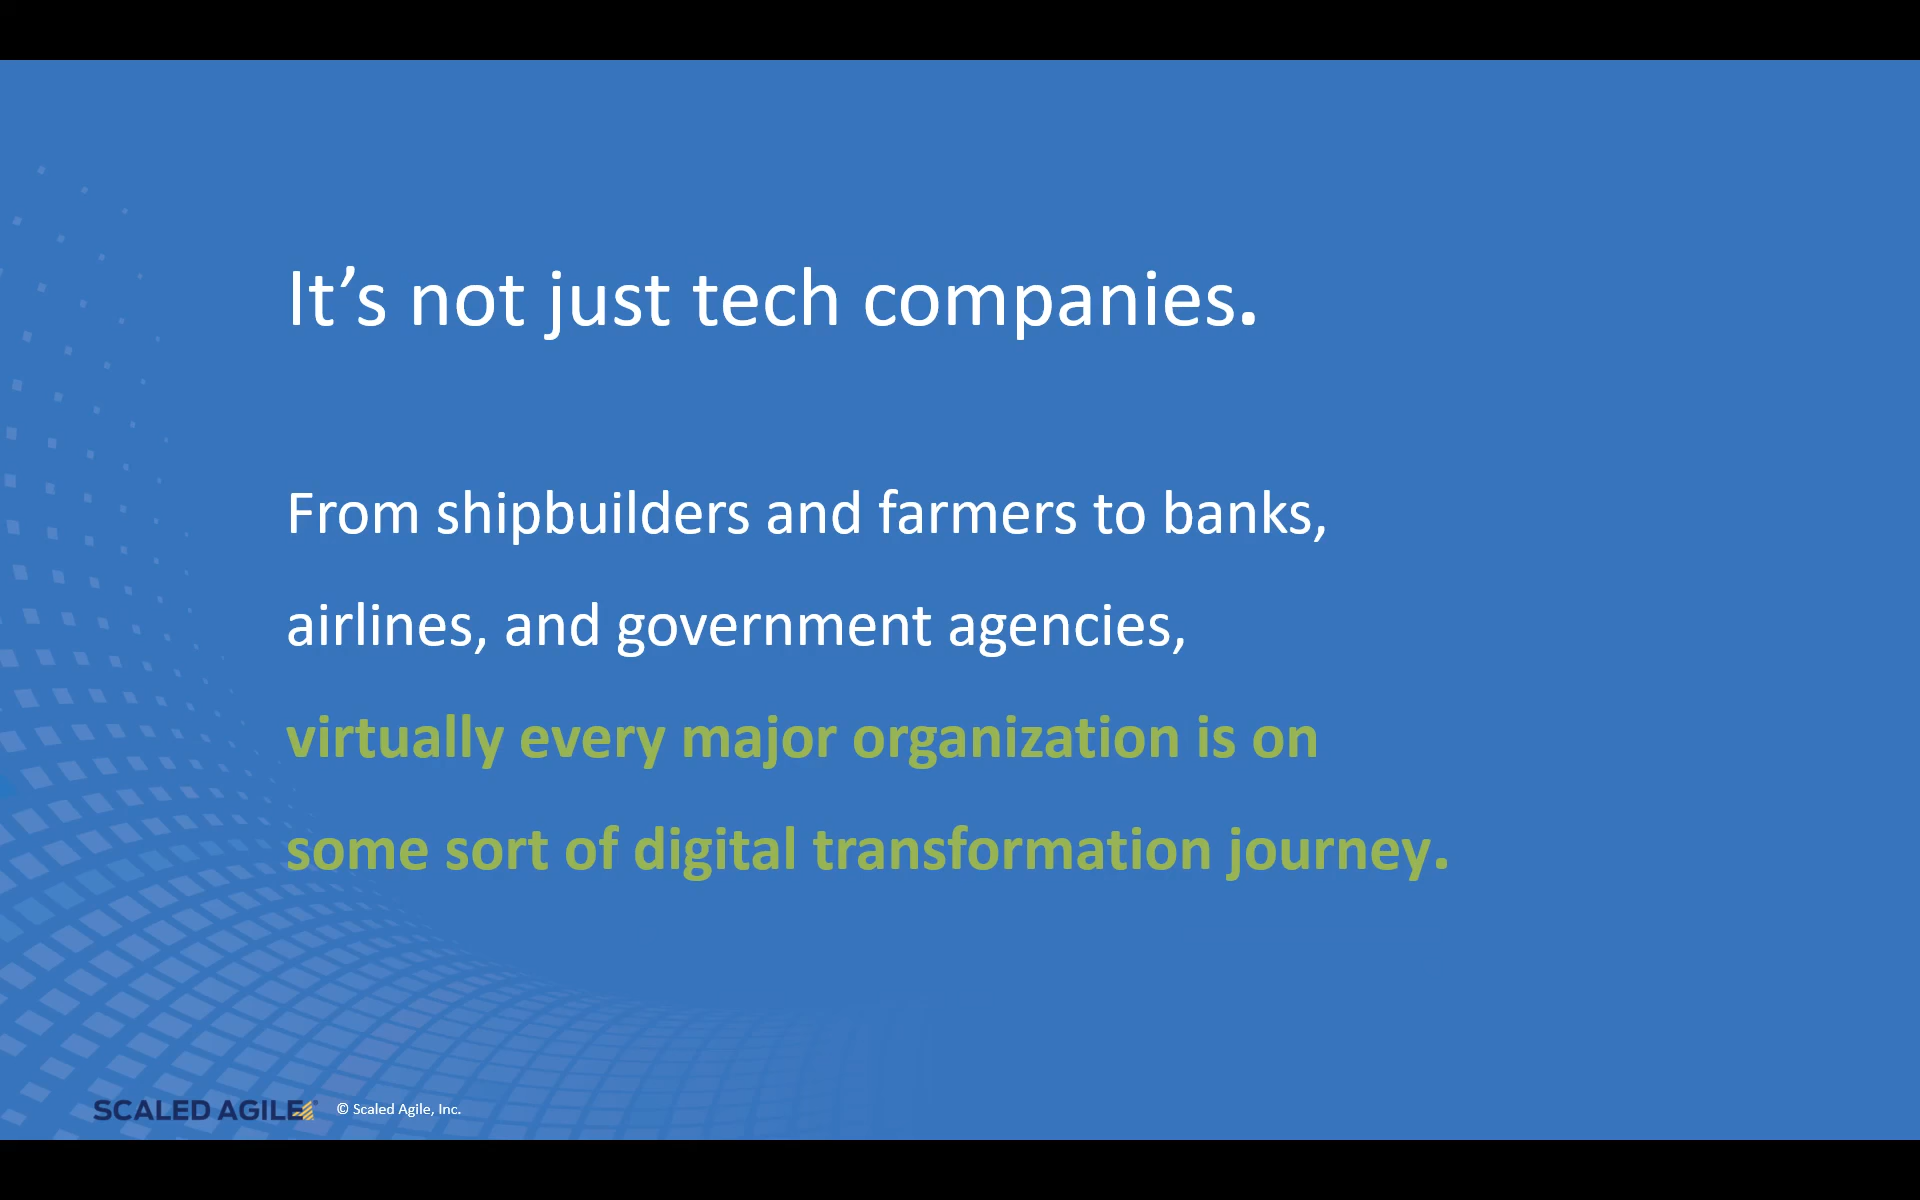 It’s not just tech companies.
From shipbuilders and farmers to banks,
airlines, and government agencies,
virtually every major organization is on
some sort of digital transformation journey.
SCALED AGILE
© Scaled Agile, Inc.